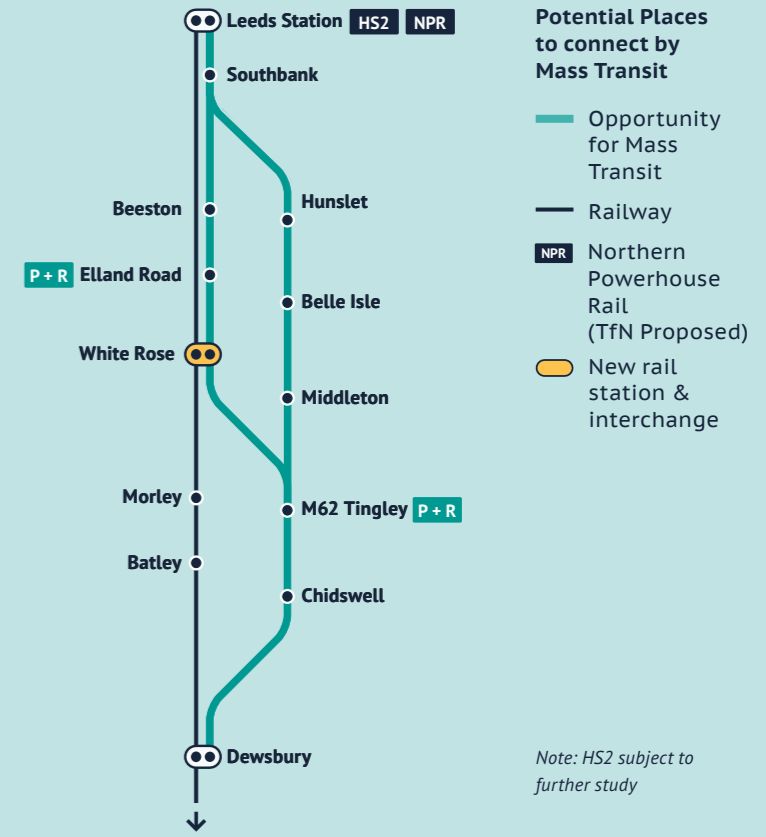 Leeds Station HS2 NPR
Southbank
Hunslet
Beeston
P + R Elland Road
Belle Isle
White Rose
Middleton
Morley
M62 Tingley P + R
Batley
Chidswell
Dewsbury
Potential Places
to connect by
Mass Transit
Opportunity
for Mass
Transit
Railway
NPR Northern
Powerhouse
Rail
(TfN Proposed)
New rail
station &
interchange
Note: HS2 subject to
further study